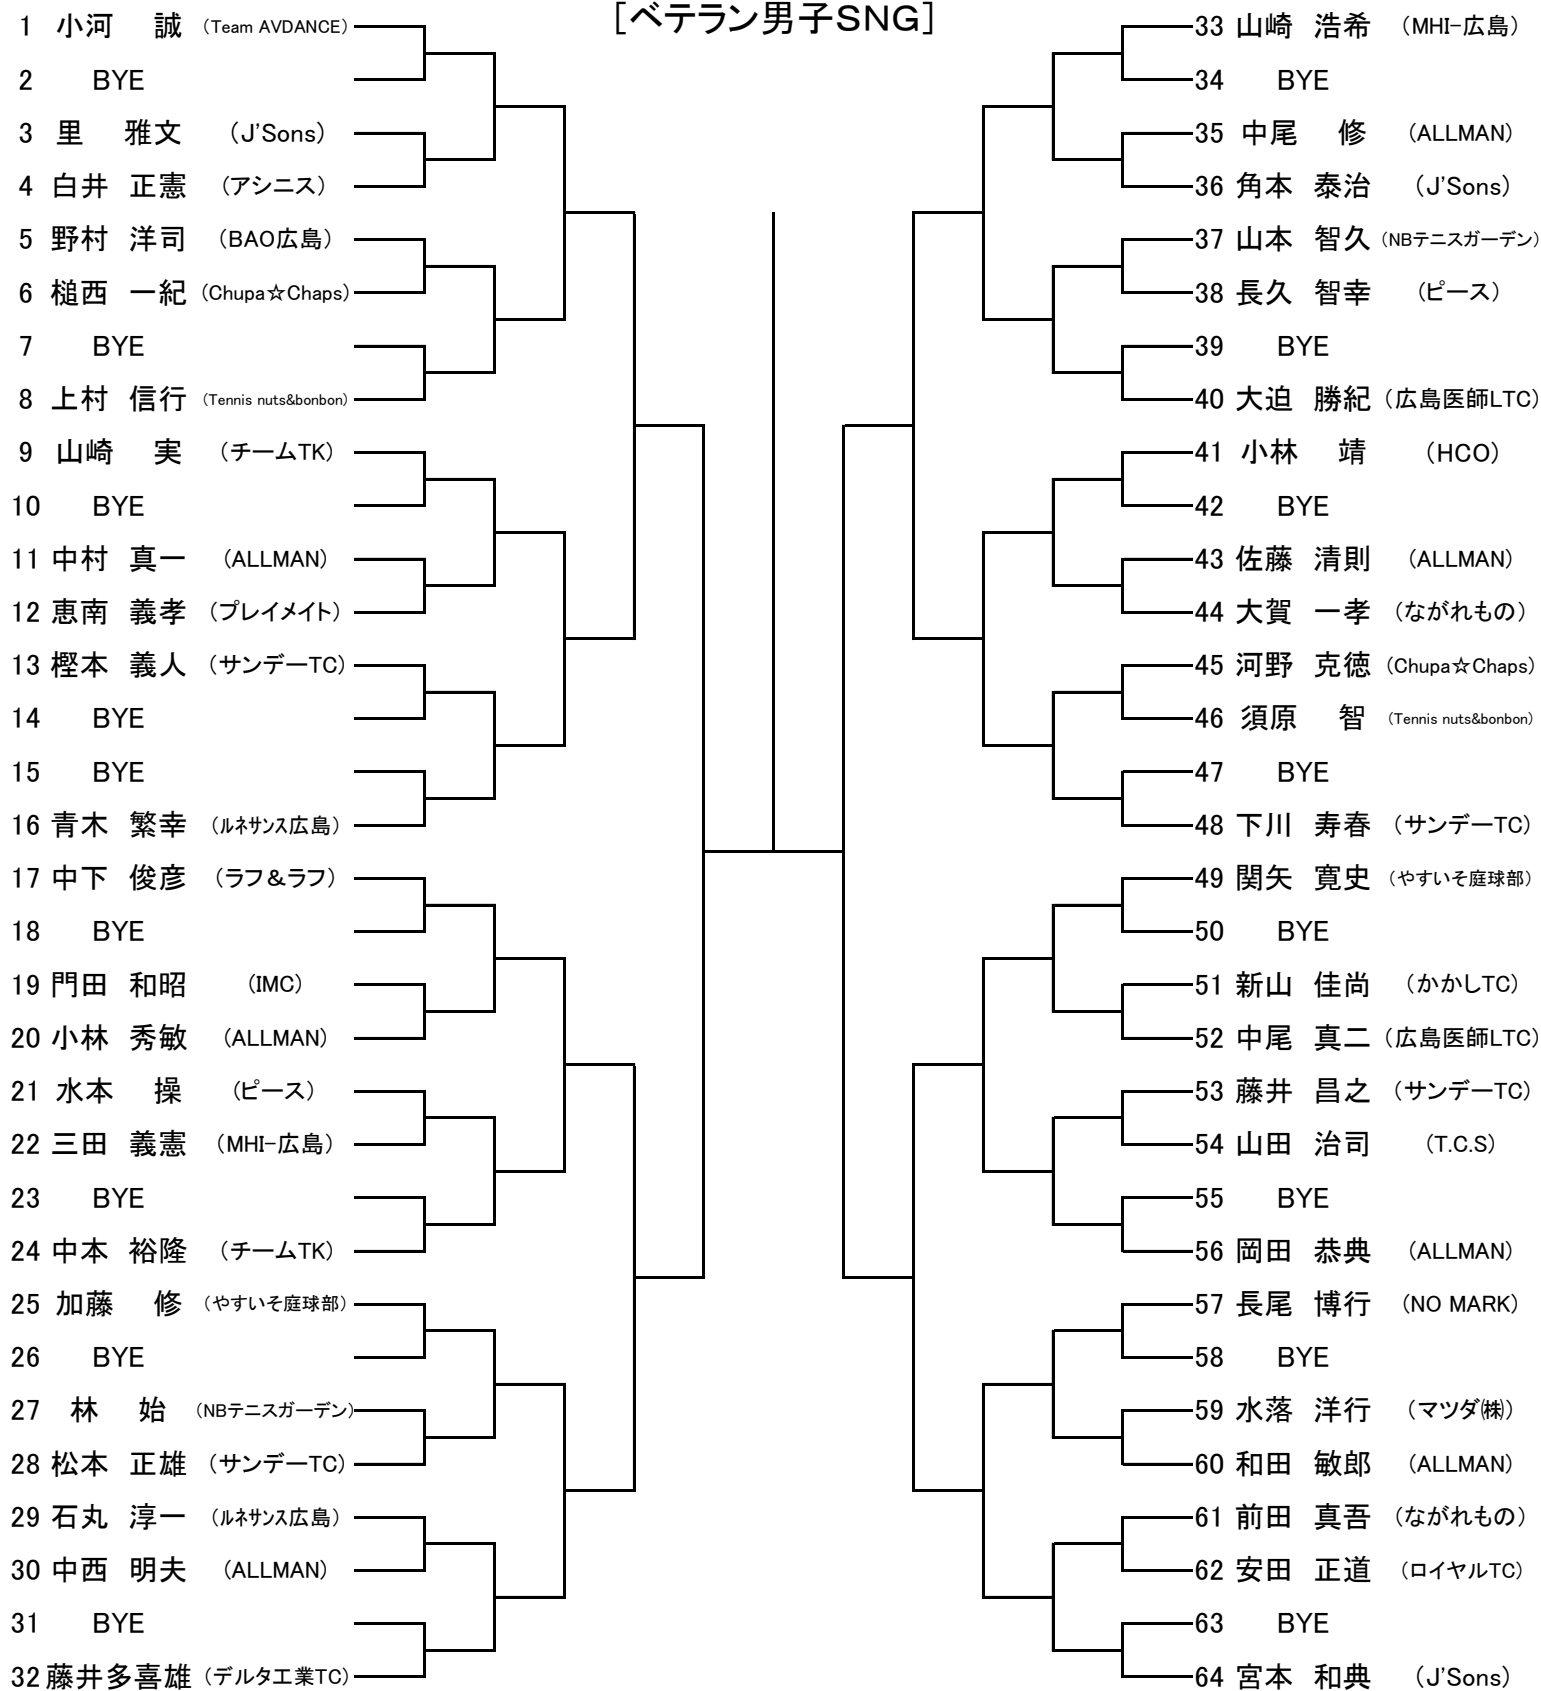 ［ベテラン男子SNG］
1 小河 誠 （Team AVDANCE）
2 BYE
3 里 雅文 （J'Sons）
4 白井 正憲 （アシニス）
5 野村 洋司 （BAO広島）
6 槌西 一紀 （Chupa☆Chaps）
7 BYE
8 上村 信行 （Tennis nuts&bonbon）
9 山崎 実 （チームTK）
10 BYE
11 中村 真一 （ALLMAN）
12 恵南 義孝 （プレイメイト）
13 樫本 義人 （サンデーTC）
14 BYE
15 BYE
16 青木 繁幸 （ﾙﾈｻﾝｽ広島）
17 中下 俊彦 （ラフ＆ラフ）
18 BYE
19 門田 和昭 （IMC）
20 小林 秀敏 （ALLMAN）
21 水本 操 （ピース）
22 三田 義憲 （MHI-広島）
23 BYE
24 中本 裕隆 （チームTK）
25 加藤 修 （やすいそ庭球部）
26 BYE
27 林 始 （NBテニスガーデン）
28 松本 正雄 （サンデーTC）
29 石丸 淳一 （ﾙﾈｻﾝｽ広島）
30 中西 明夫 （ALLMAN）
31 BYE
32 藤井多喜雄 （デルタ工業TC）
33 山崎 浩希 （MHI-広島）
34 BYE
35 中尾 修 （ALLMAN）
36 角本 泰治 （J'Sons）
37 山本 智久 （NBテニスガーデン）
38 長久 智幸 （ピース）
39 BYE
40 大迫 勝紀 （広島医師LTC）
41 小林 靖 （HCO）
42 BYE
43 佐藤 清則 （ALLMAN）
44 大賀 一孝 （ながれもの）
45 河野 克徳 （Chupa☆Chaps）
46 須原 智 （Tennis nuts&bonbon）
47 BYE
48 下川 寿春 （サンデーTC）
49 関矢 寛史 （やすいそ庭球部）
50 BYE
51 新山 佳尚 （かかしTC）
52 中尾 真二 （広島医師LTC）
53 藤井 昌之 （サンデーTC）
54 山田 治司 （T.C.S）
55 BYE
56 岡田 恭典 （ALLMAN）
57 長尾 博行 （NO MARK）
58 BYE
59 水落 洋行 （マツダ㈱）
60 和田 敏郎 （ALLMAN）
61 前田 真吾 （ながれもの）
62 安田 正道 （ロイヤルTC）
63 BYE
64 宮本 和典 （J'Sons）